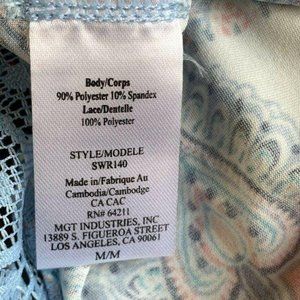 Body/Corps
90% Polyester 10% Spandex
Lace/Dentelle
100% Polyester
STYLE/MODELE
SWR140
Made in/Fabrique Au
Cambodia/Cambodge
CA CAC
RN# 64211
MGT INDUSTRIES, INC
13889 S. FIGUEROA STREET
LOS ANGELES, CA 90061
M/M